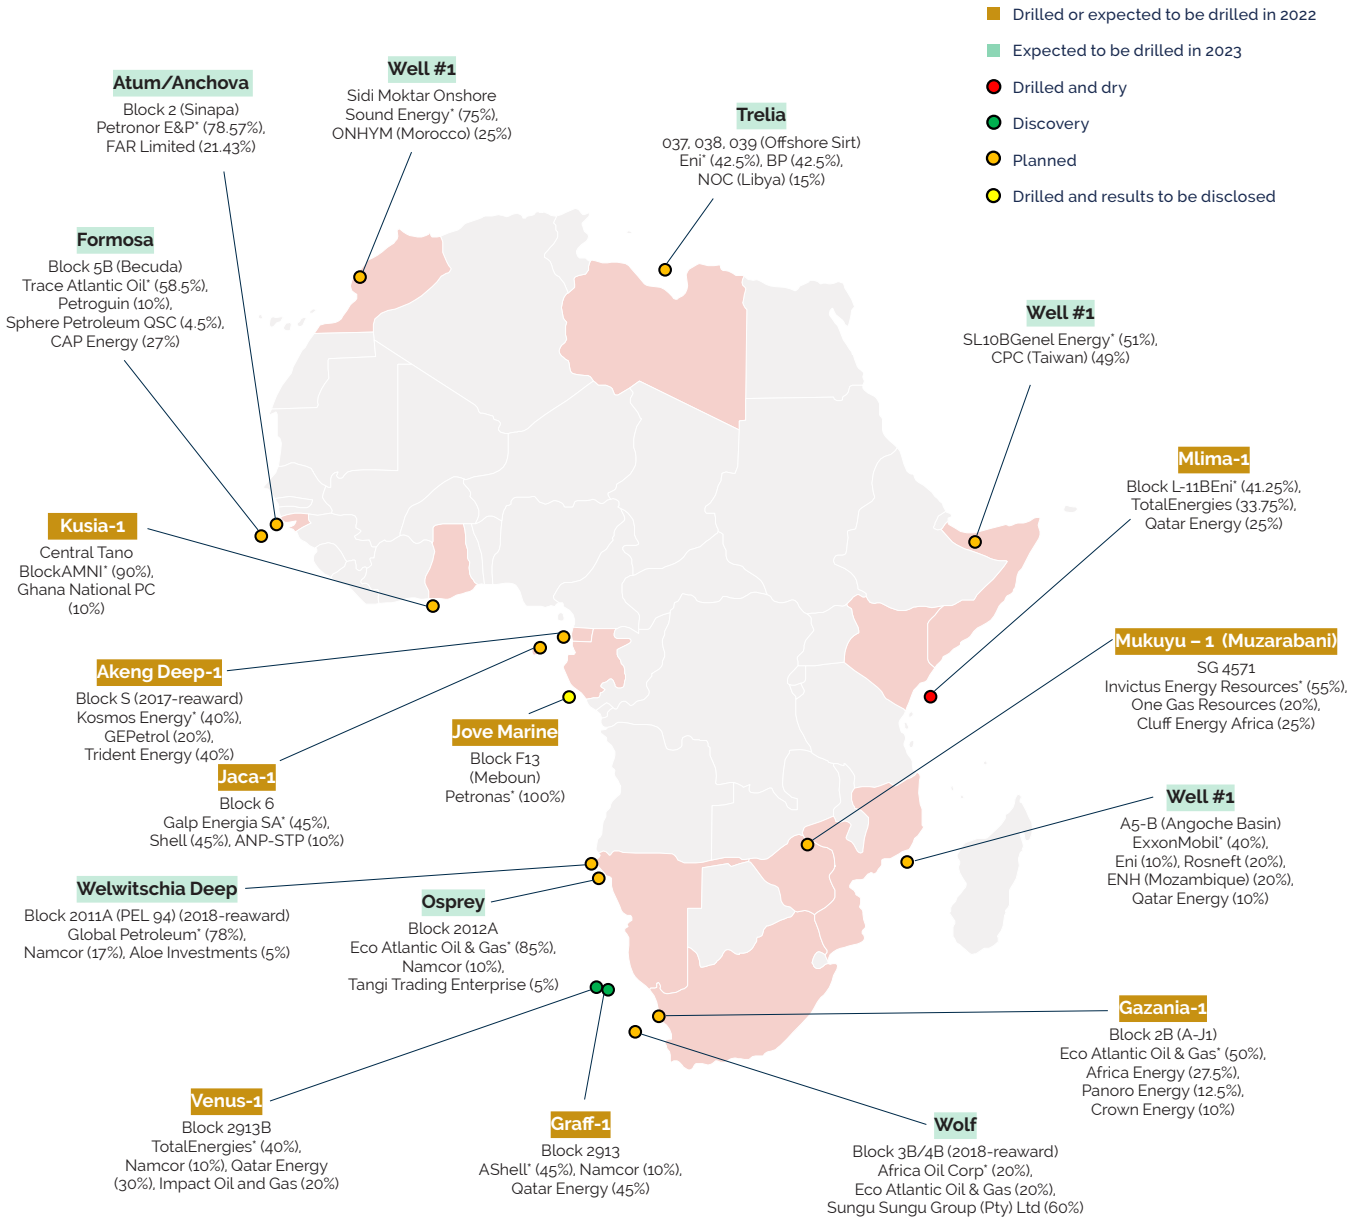 Drilled or expected to be drilled in 2022
Expected to be drilled in 2023
Drilled and dry
Discovery
Planned
Drilled and results to be disclosed
Atum/Anchova
Block 2 (Sinapa)
Petronor E&P* (78.57%),
FAR Limited (21.43%)
Well #1
Sidi Moktar Onshore
Sound Energy* (75%),
ONHYM (Morocco) (25%)
Trelia
037, 038, 039 (Offshore Sirt)
Eni* (42.5%), BP (42.5%),
NOC (Libya) (15%)
Formosa
Block 5B (Becuda)
Trace Atlantic Oil* (58.5%),
Petroguin (10%),
Sphere Petroleum QSC (4.5%),
CAP Energy (27%)
Well #1
SL10BGenel Energy* (51%),
CPC (Taiwan) (49%)
Mlima-1
Block L-11BEni* (41.25%),
TotalEnergies (33.75%),
Qatar Energy (25%)
Kusia-1
Central Tano
BlockAMNI* (90%),
Ghana National PC
(10%)
Mukuyu – 1 (Muzarabani)
SG 4571
Invictus Energy Resources* (55%),
One Gas Resources (20%),
Cluff Energy Africa (25%)
Akeng Deep-1
Block S (2017-reaward)
Kosmos Energy* (40%),
GEPetrol (20%),
Trident Energy (40%)
Jove Marine
Block F13
(Meboun)
Petronas* (100%)
Jaca-1
Block 6
Galp Energia SA* (45%),
Shell (45%), ANP-STP (10%)
Well #1
A5-B (Angoche Basin)
ExxonMobil* (40%),
Eni (10%), Rosneft (20%),
ENH (Mozambique) (20%),
Qatar Energy (10%)
Welwitschia Deep
Block 2011A (PEL 94) (2018-reaward)
Global Petroleum* (78%),
Namcor (17%), Aloe Investments (5%)
Osprey
Block 2012A
Eco Atlantic Oil & Gas* (85%),
Namcor (10%),
Tangi Trading Enterprise (5%)
Gazania-1
Block 2B (A-J1)
Eco Atlantic Oil & Gas* (50%),
Africa Energy (27.5%),
Panoro Energy (12.5%),
Crown Energy (10%)
Venus-1
Block 2913B
TotalEnergies* (40%),
Namcor (10%), Qatar Energy
(30%), Impact Oil and Gas (20%)
Graff-1
Block 2913
AShell* (45%), Namcor (10%),
Qatar Energy (45%)
Wolf
Block 3B/4B (2018-reaward)
Africa Oil Corp* (20%),
Eco Atlantic Oil & Gas (20%),
Sungu Sungu Group (Pty) Ltd (60%)